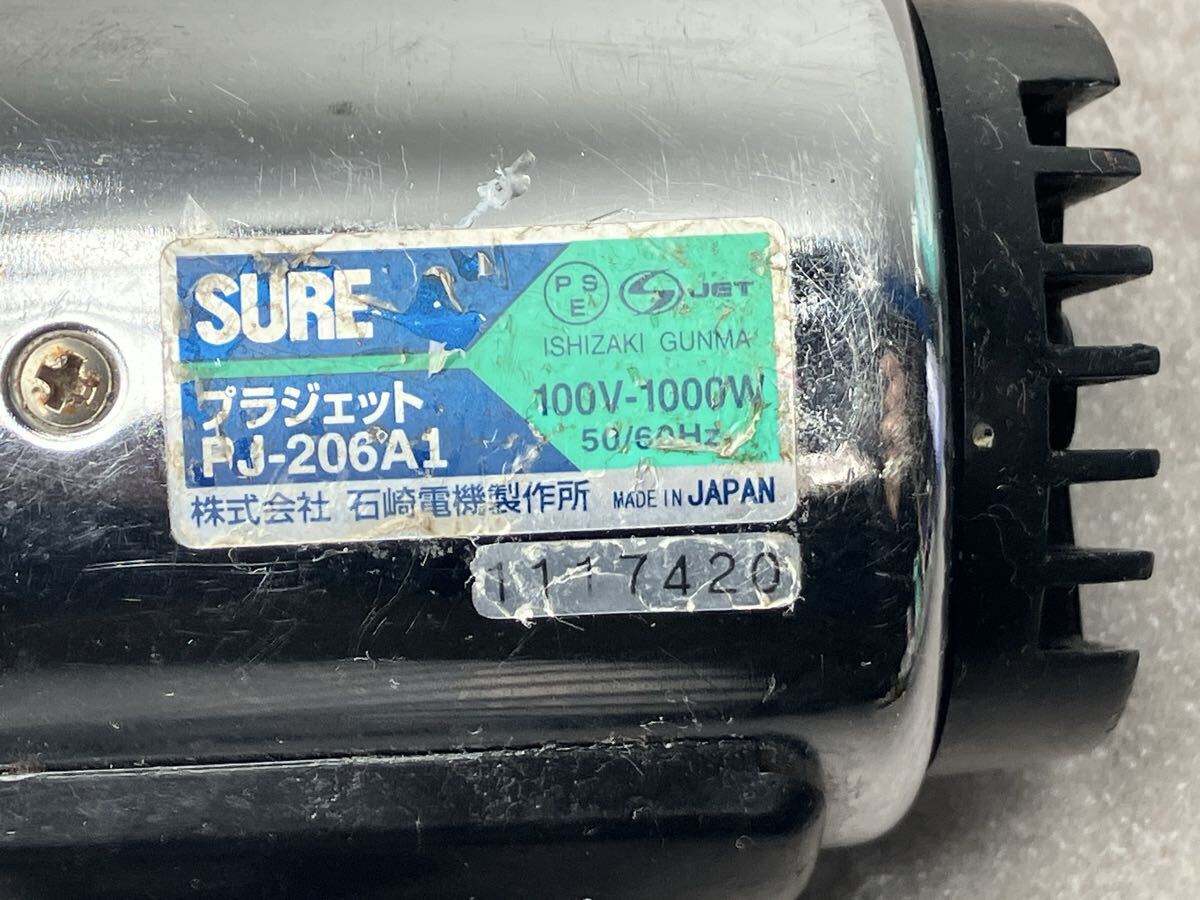 SURE
PSE
S JET
ISHIZAKI GUNMA
プラジェット
PJ-206A1
100V-1000W
50/60Hz
株式会社 石崎電機製作所 MADE IN JAPAN
1117420